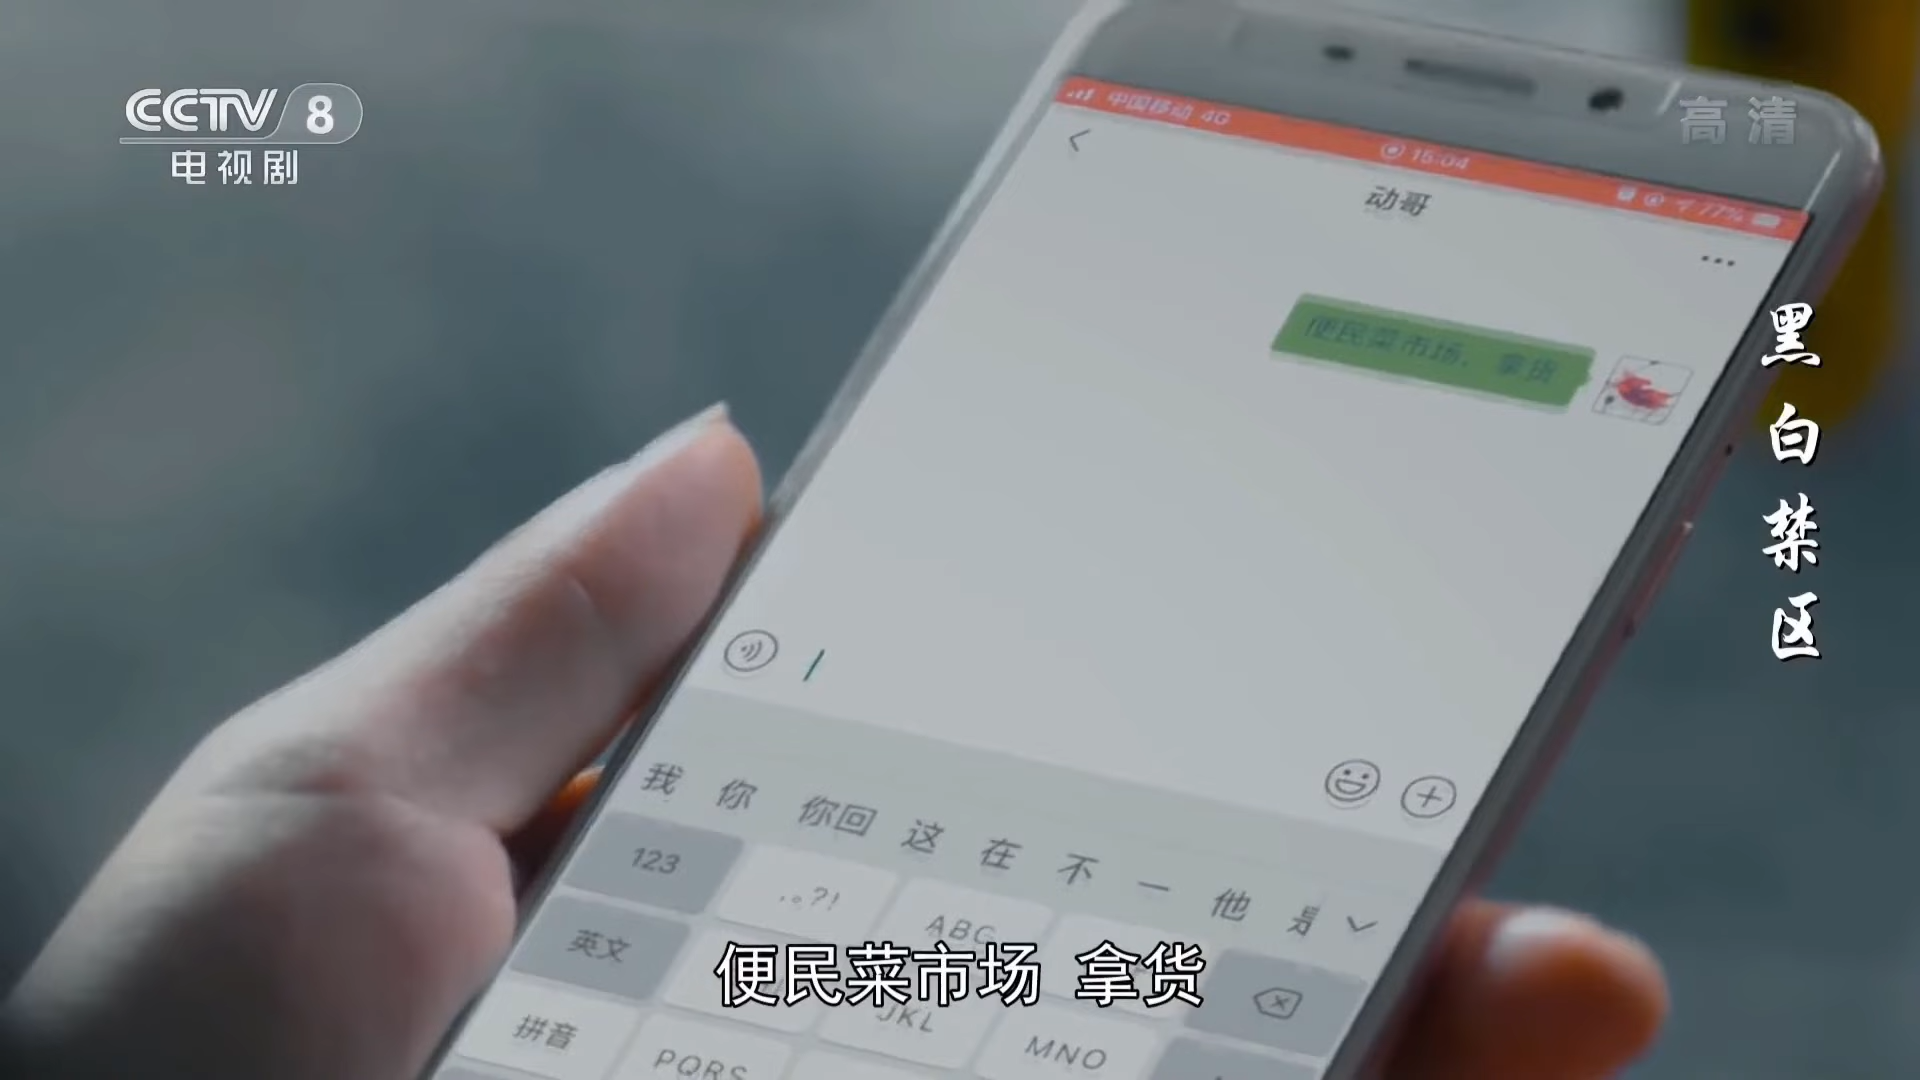 CCTV 8
电视剧
高清
中国移动 4G
15:04
77%
动哥
便民菜市场，拿货
黑白禁区
我 你 你回 这 在 不 一 他 是
123
.。?!
ABC
英文
JKL
拼音
PQRS
MNO
便民菜市场 拿货